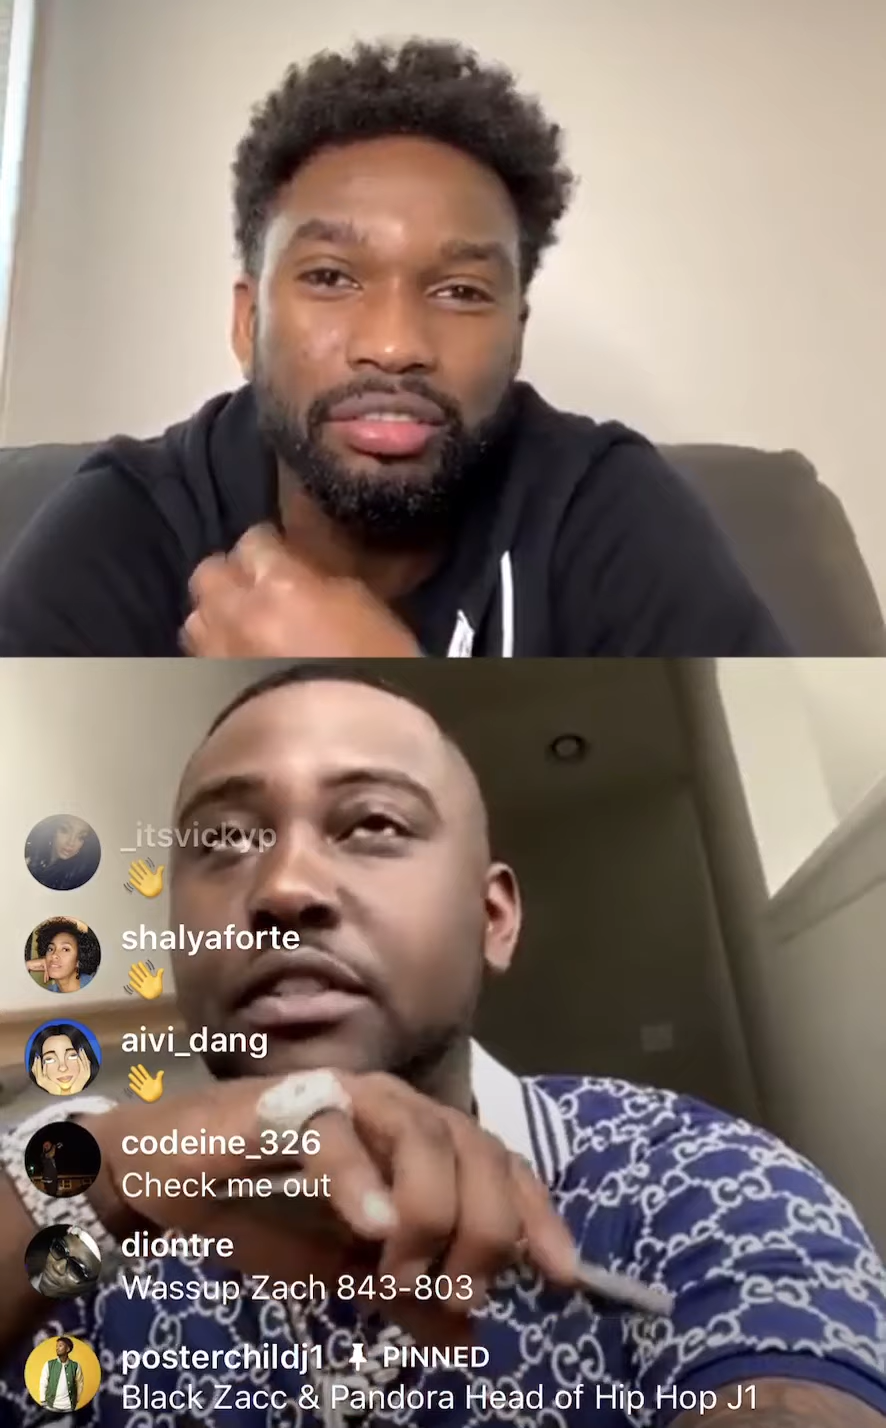 _itsvickyp
👋
shalyaforte
👋
aivi_dang
👋
codeine_326
Check me out
diontre
Wassup Zach 843-803
posterchildj1 📌 PINNED
Black Zacc & Pandora Head of Hip Hop J1